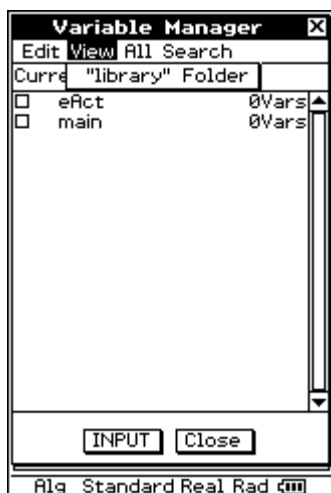 Variable Manager
Edit View All Search
Curre "library" Folder
eAct 0Vars
main 0Vars
INPUT Close
Alg Standard Real Rad